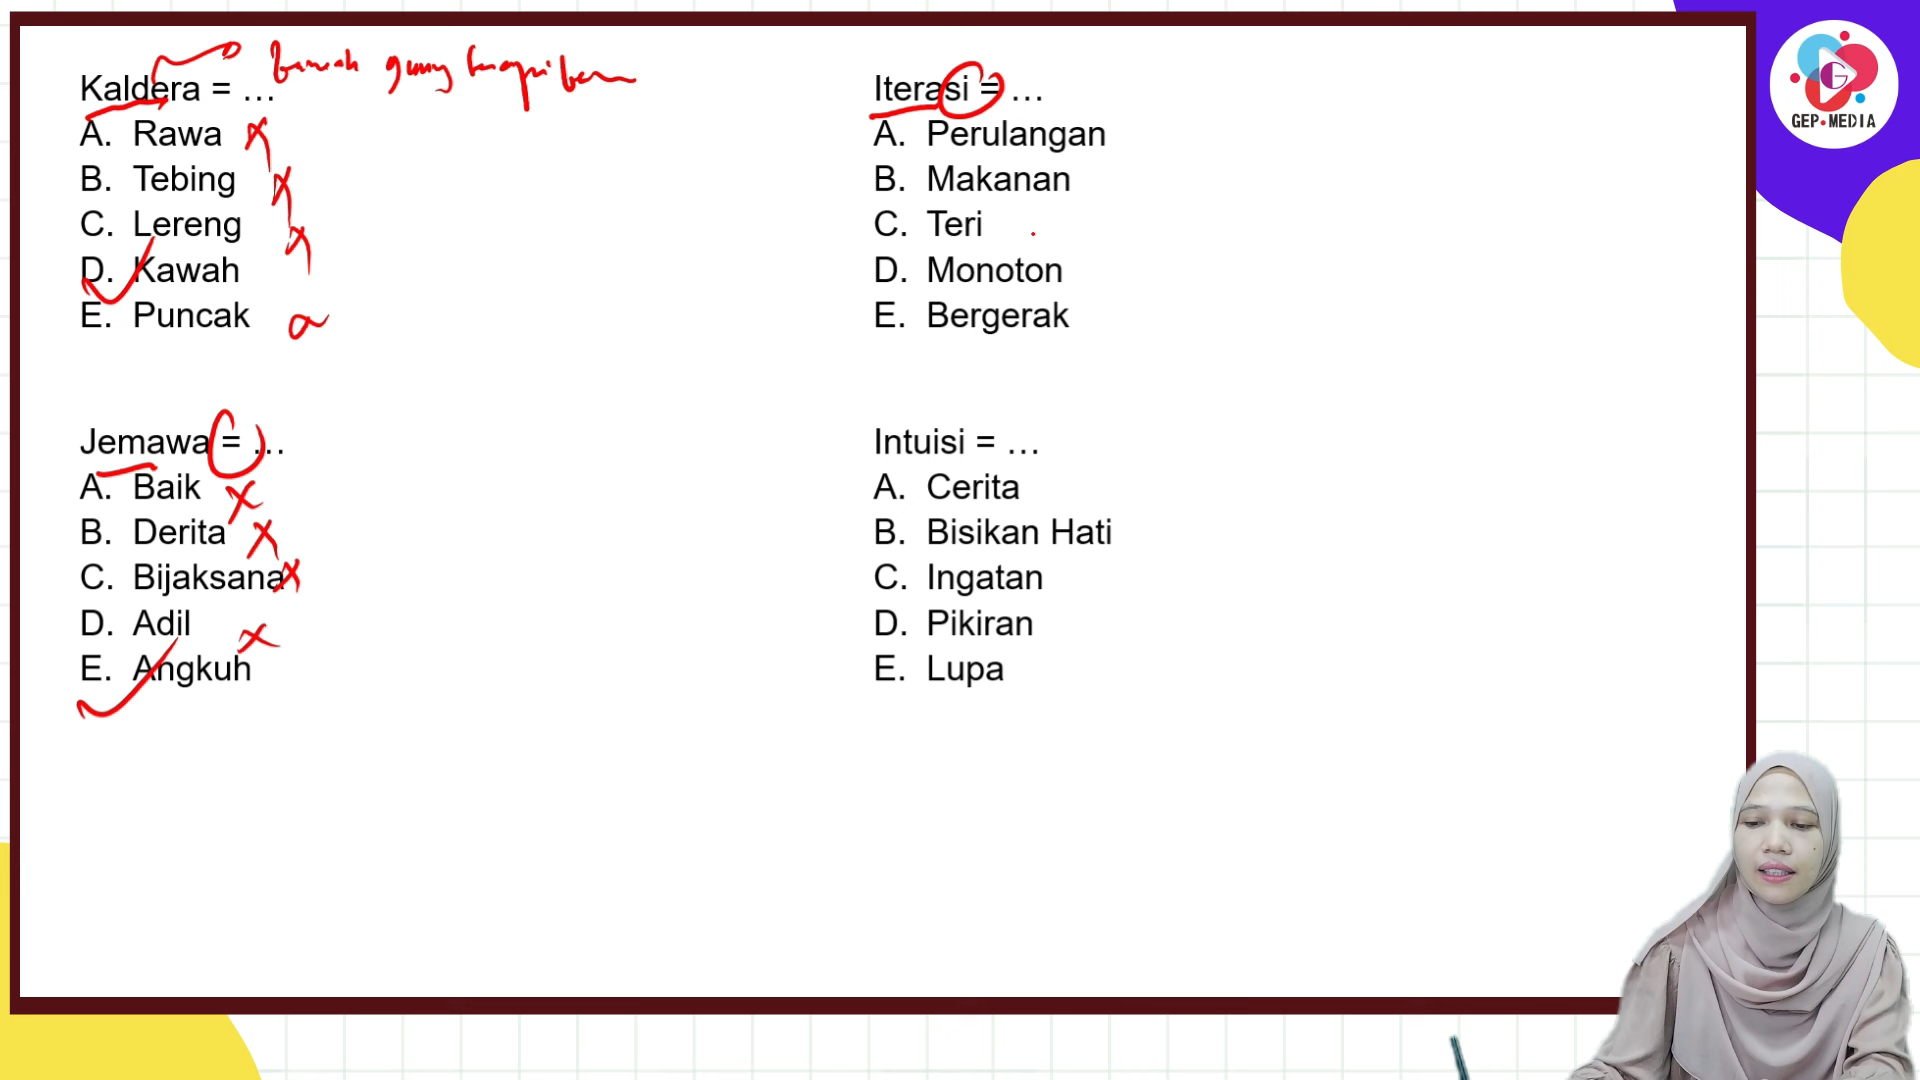 Kaldera = ...
A. Rawa
B. Tebing
C. Lereng
D. Kawah
E. Puncak
Jemawa = ...
A. Baik
B. Derita
C. Bijaksana
D. Adil
E. Angkuh
Iterasi = ...
A. Perulangan
B. Makanan
C. Teri
D. Monoton
E. Bergerak
Intuisi = ...
A. Cerita
B. Bisikan Hati
C. Ingatan
D. Pikiran
E. Lupa
GEP•MEDIA